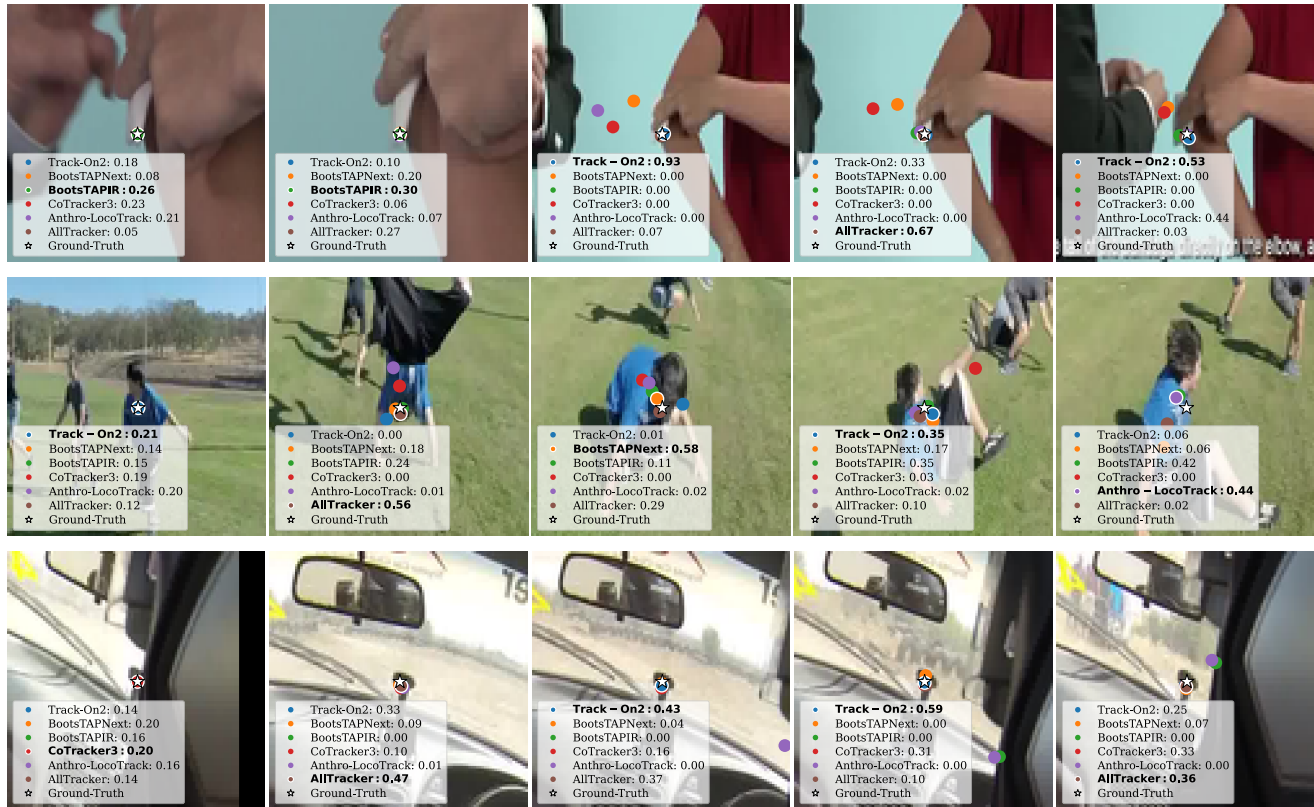 Track-On2: 0.18
BootsTAPNext: 0.08
BootsTAPIR: 0.26
CoTracker3: 0.23
Anthro-LocoTrack: 0.21
AllTracker: 0.05
Ground-Truth
Track-On2: 0.10
BootsTAPNext: 0.20
BootsTAPIR: 0.30
CoTracker3: 0.06
Anthro-LocoTrack: 0.07
AllTracker: 0.27
Ground-Truth
Track-On2: 0.93
BootsTAPNext: 0.00
BootsTAPIR: 0.00
CoTracker3: 0.00
Anthro-LocoTrack: 0.00
AllTracker: 0.07
Ground-Truth
Track-On2: 0.33
BootsTAPNext: 0.00
BootsTAPIR: 0.00
CoTracker3: 0.00
Anthro-LocoTrack: 0.00
AllTracker: 0.67
Ground-Truth
Track-On2: 0.53
BootsTAPNext: 0.00
BootsTAPIR: 0.00
CoTracker3: 0.00
Anthro-LocoTrack: 0.44
AllTracker: 0.03
Ground-Truth
directly on the elbow, a
Track-On2: 0.21
BootsTAPNext: 0.14
BootsTAPIR: 0.15
CoTracker3: 0.19
Anthro-LocoTrack: 0.20
AllTracker: 0.12
Ground-Truth
Track-On2: 0.00
BootsTAPNext: 0.18
BootsTAPIR: 0.24
CoTracker3: 0.00
Anthro-LocoTrack: 0.01
AllTracker: 0.56
Ground-Truth
Track-On2: 0.01
BootsTAPNext: 0.58
BootsTAPIR: 0.11
CoTracker3: 0.00
Anthro-LocoTrack: 0.02
AllTracker: 0.29
Ground-Truth
Track-On2: 0.35
BootsTAPNext: 0.17
BootsTAPIR: 0.35
CoTracker3: 0.03
Anthro-LocoTrack: 0.02
AllTracker: 0.10
Ground-Truth
Track-On2: 0.06
BootsTAPNext: 0.06
BootsTAPIR: 0.42
CoTracker3: 0.00
Anthro-LocoTrack: 0.44
AllTracker: 0.02
Ground-Truth
Track-On2: 0.14
BootsTAPNext: 0.20
BootsTAPIR: 0.16
CoTracker3: 0.20
Anthro-LocoTrack: 0.16
AllTracker: 0.14
Ground-Truth
Track-On2: 0.33
BootsTAPNext: 0.09
BootsTAPIR: 0.00
CoTracker3: 0.10
Anthro-LocoTrack: 0.01
AllTracker: 0.47
Ground-Truth
Track-On2: 0.43
BootsTAPNext: 0.04
BootsTAPIR: 0.00
CoTracker3: 0.16
Anthro-LocoTrack: 0.00
AllTracker: 0.37
Ground-Truth
Track-On2: 0.59
BootsTAPNext: 0.00
BootsTAPIR: 0.00
CoTracker3: 0.31
Anthro-LocoTrack: 0.00
AllTracker: 0.10
Ground-Truth
Track-On2: 0.25
BootsTAPNext: 0.07
BootsTAPIR: 0.00
CoTracker3: 0.33
Anthro-LocoTrack: 0.00
AllTracker: 0.36
Ground-Truth